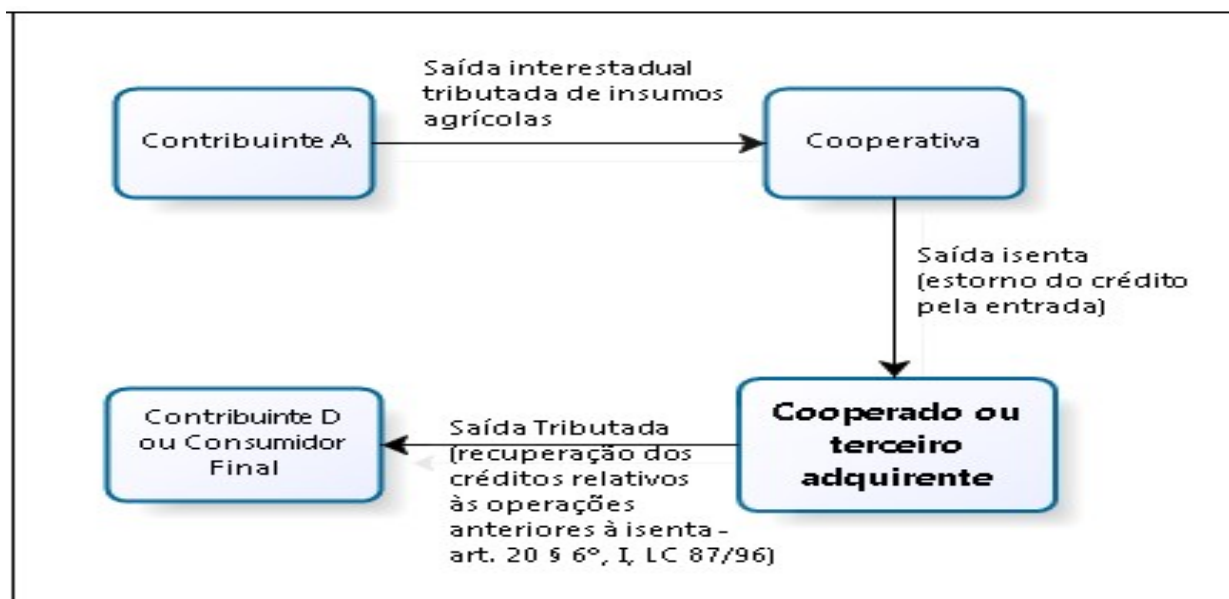 Saída interestadual
tributada de insumos
agrícolas
Contribuinte A
Cooperativa
Saída isenta
(estorno do crédito
pela entrada)
Cooperado ou
terceiro
adquirente
Saída Tributada
(recuperação dos
créditos relativos
às operações
anteriores à isenta -
art. 20 § 6º, I, LC 87/96)
Contribuinte D
ou Consumidor
Final